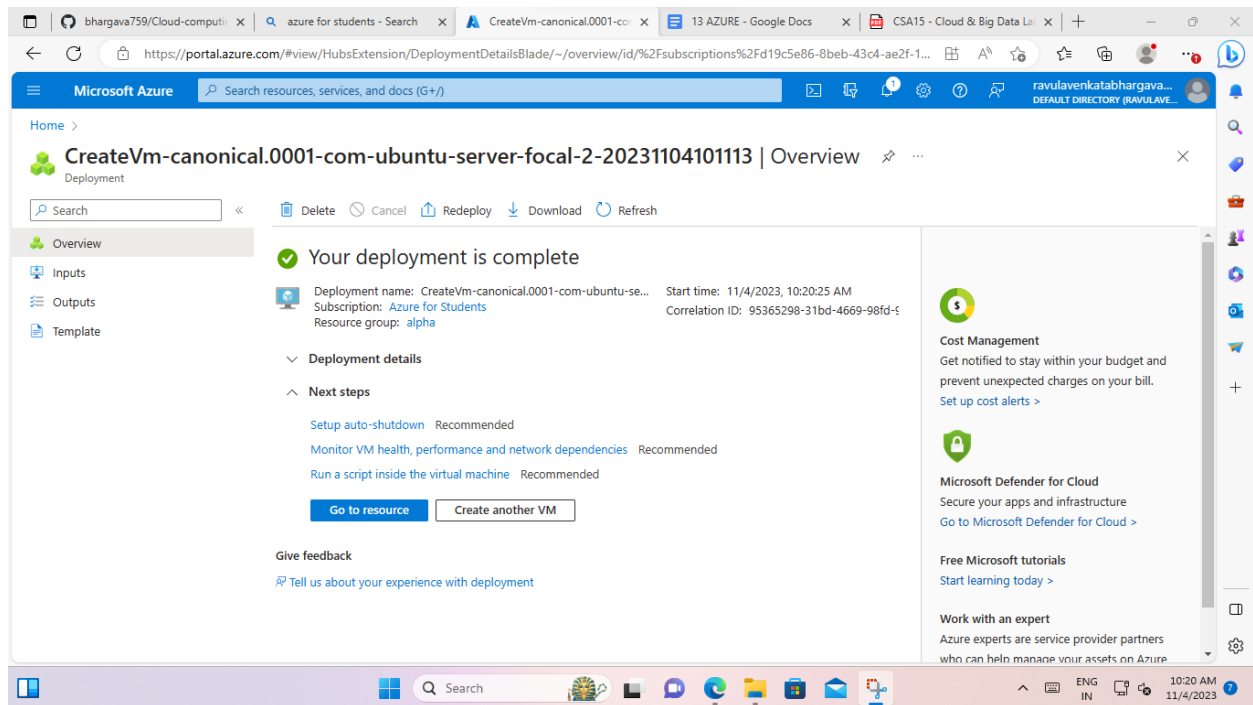 bhargava759/Cloud-computin
azure for students - Search
CreateVm-canonical.0001-com
13 AZURE - Google Docs
CSA15 - Cloud & Big Data La
https://portal.azure.com/#view/HubsExtension/DeploymentDetailsBlade/~/overview/id/%2Fsubscriptions%2Fd19c5e86-8beb-43c4-ae2f-1...
Microsoft Azure
Search resources, services, and docs (G+/)
1
ravulavenkatabhargava...
DEFAULT DIRECTORY (RAVULAVE...
Home >
CreateVm-canonical.0001-com-ubuntu-server-focal-2-20231104101113 | Overview
Deployment
Search
Delete Cancel Redeploy Download Refresh
Overview
Inputs
Outputs
Template
Your deployment is complete
Deployment name: CreateVm-canonical.0001-com-ubuntu-se...
Subscription: Azure for Students
Resource group: alpha
Start time: 11/4/2023, 10:20:25 AM
Correlation ID: 95365298-31bd-4669-98fd-9
Deployment details
Next steps
Setup auto-shutdown Recommended
Monitor VM health, performance and network dependencies Recommended
Run a script inside the virtual machine Recommended
Go to resource Create another VM
Give feedback
Tell us about your experience with deployment
Cost Management
Get notified to stay within your budget and
prevent unexpected charges on your bill.
Set up cost alerts >
Microsoft Defender for Cloud
Secure your apps and infrastructure
Go to Microsoft Defender for Cloud >
Free Microsoft tutorials
Start learning today >
Work with an expert
Azure experts are service provider partners
who can help manage your assets on Azure
Search
ENG
IN
10:20 AM
11/4/2023
7